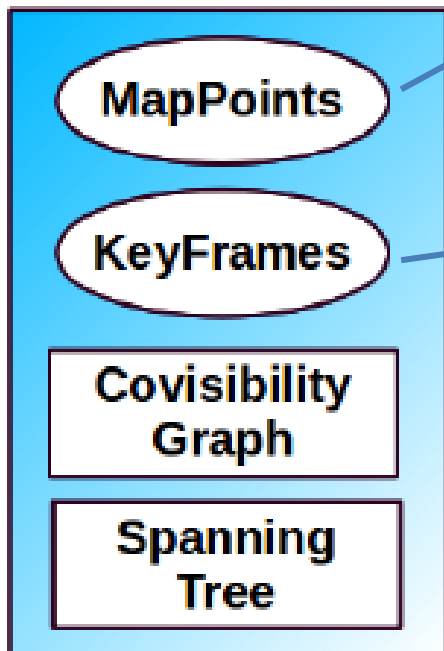 MapPoints
KeyFrames
Covisibility
Graph
Spanning
Tree